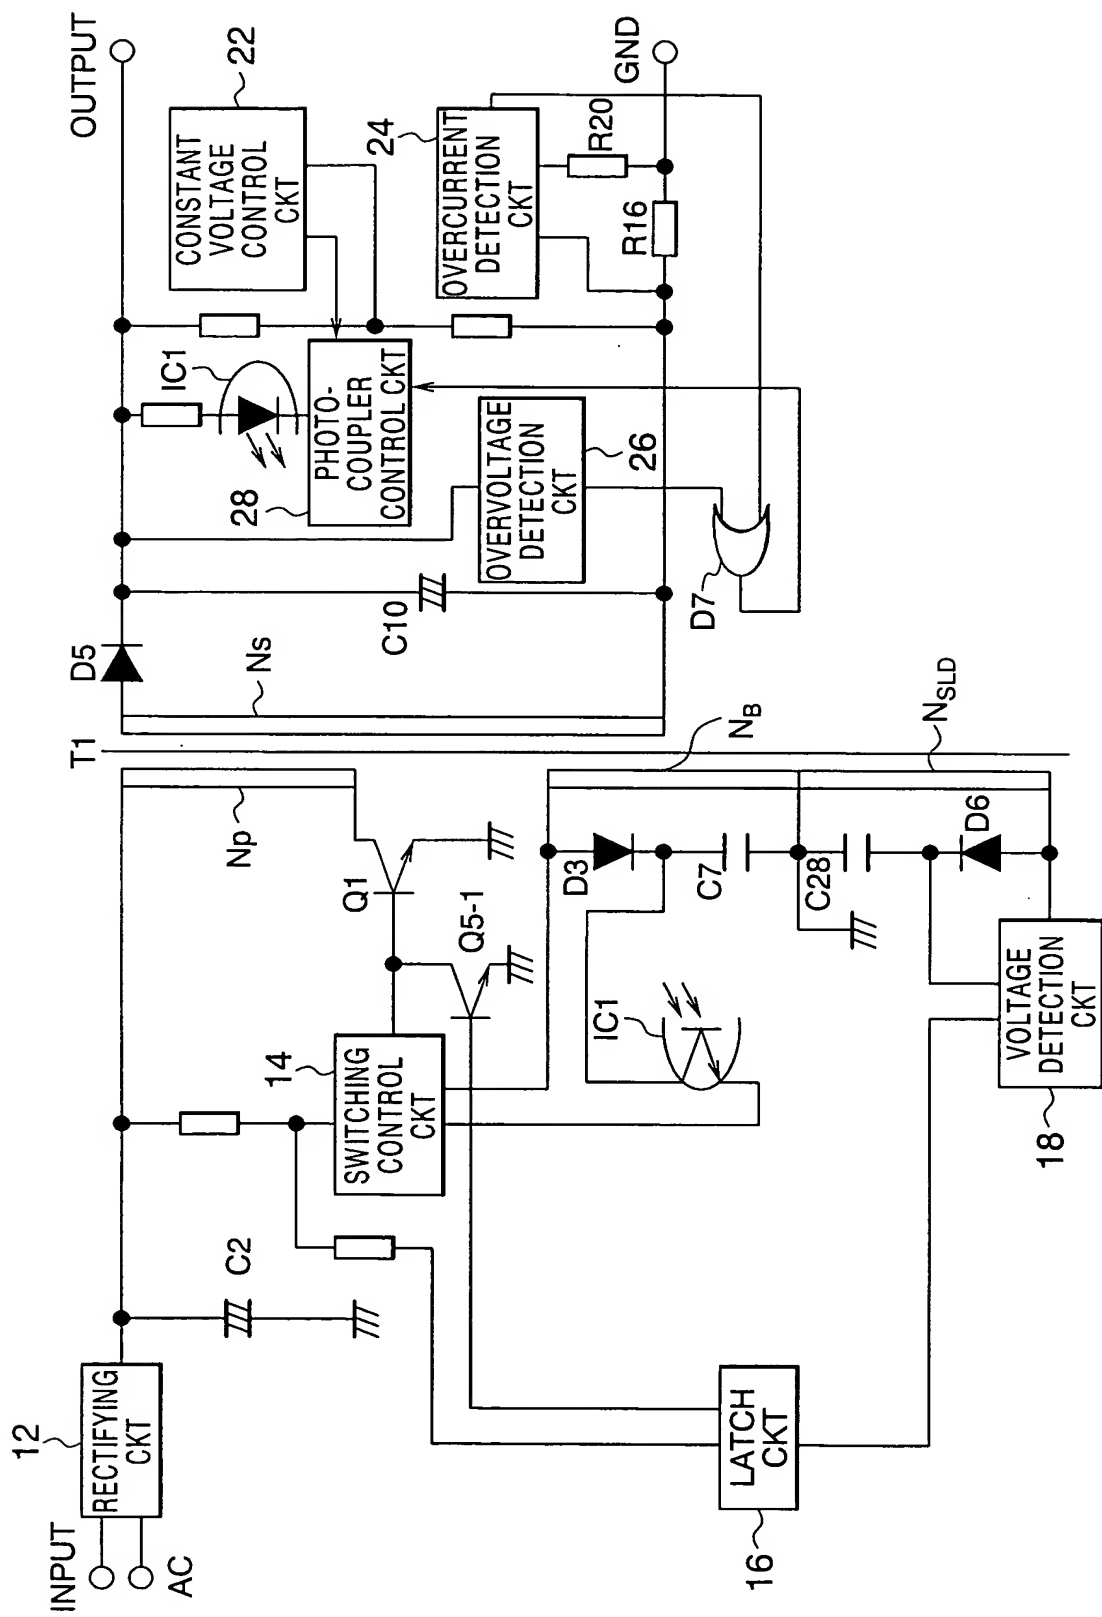 INPUT
AC
12
RECTIFYING
CKT
C2
14
SWITCHING
CONTROL
CKT
Q1
Q5-1
Np
T1
Ns
D5
C10
28
PHOTO-
COUPLER
CONTROL CKT
IC1
CONSTANT
VOLTAGE
CONTROL
CKT
22
OUTPUT
OVERCURRENT
DETECTION
CKT
24
R20
R16
GND
OVERVOLTAGE
DETECTION
CKT
26
D7
16
LATCH
CKT
IC1
D3
C7
C28
D6
NB
NSLD
18
VOLTAGE
DETECTION
CKT